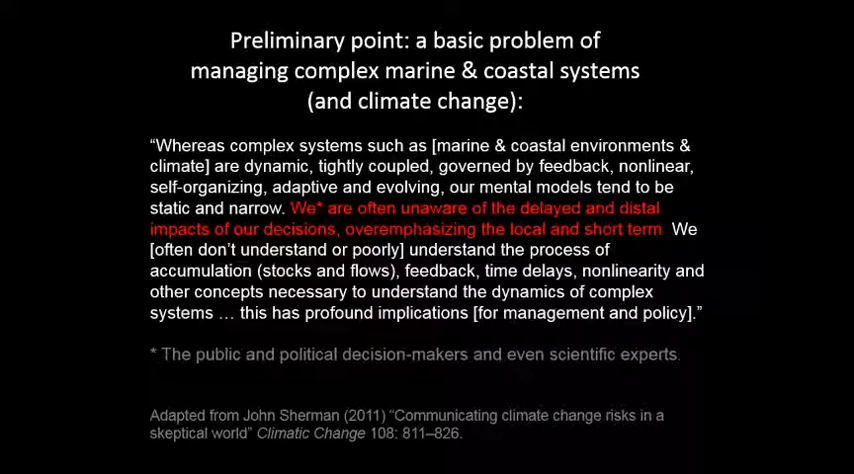 Preliminary point: a basic problem of
managing complex marine & coastal systems
(and climate change):
“Whereas complex systems such as [marine & coastal environments &
climate] are dynamic, tightly coupled, governed by feedback, nonlinear,
self-organizing, adaptive and evolving, our mental models tend to be
static and narrow. We* are often unaware of the delayed and distal
impacts of our decisions, overemphasizing the local and short term. We
[often don’t understand or poorly] understand the process of
accumulation (stocks and flows), feedback, time delays, nonlinearity and
other concepts necessary to understand the dynamics of complex
systems … this has profound implications [for management and policy].”
* The public and political decision-makers and even scientific experts.
Adapted from John Sherman (2011) “Communicating climate change risks in a
skeptical world” Climatic Change 108: 811–826.